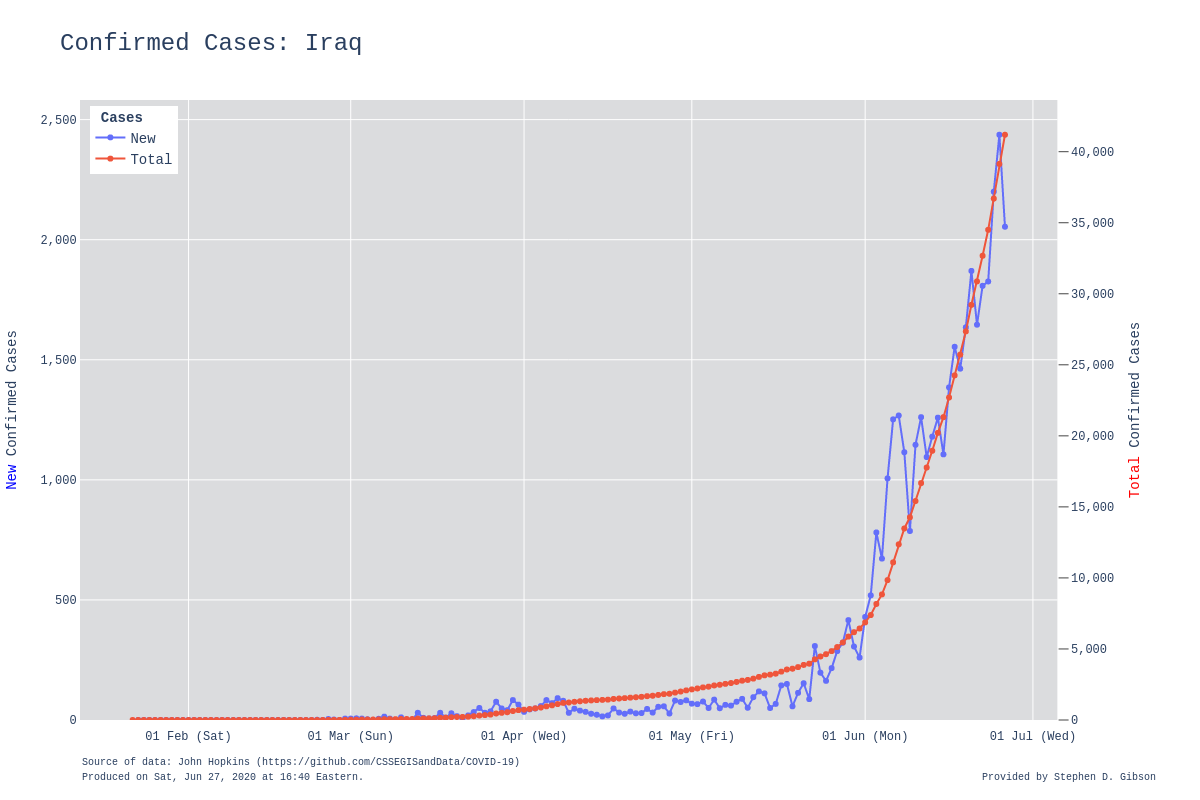 Confirmed Cases: Iraq
Cases
New
Total
2,500
2,000
1,500
1,000
500
0
New Confirmed Cases
40,000
35,000
30,000
25,000
20,000
15,000
10,000
5,000
0
Total Confirmed Cases
01 Feb (Sat)
01 Mar (Sun)
01 Apr (Wed)
01 May (Fri)
01 Jun (Mon)
01 Jul (Wed)
Source of data: John Hopkins (https://github.com/CSSEGISandData/COVID-19)
Produced on Sat, Jun 27, 2020 at 16:40 Eastern.
Provided by Stephen D. Gibson